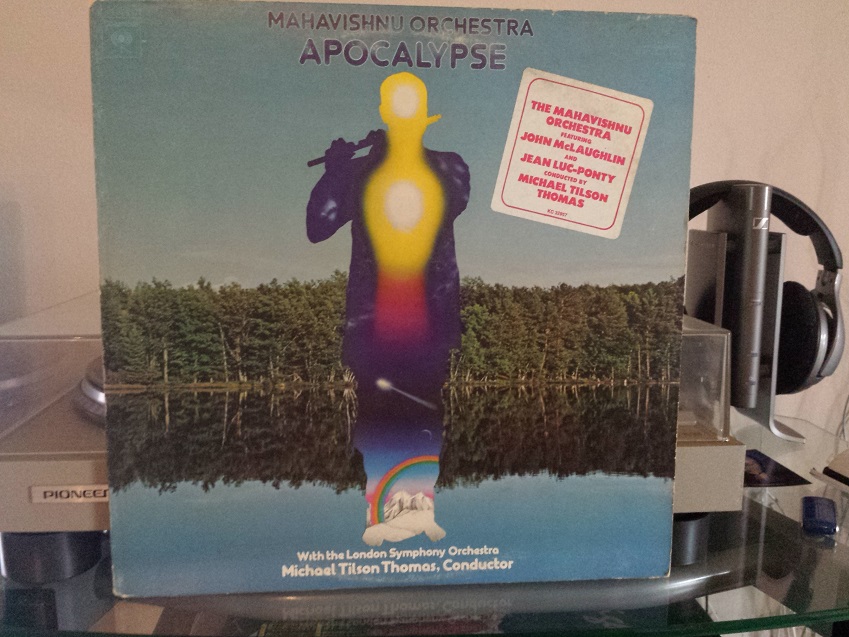 MAHAVISHNU ORCHESTRA
APOCALYPSE
THE MAHAVISHNU
ORCHESTRA
FEATURING
JOHN McLAUGHLIN
AND
JEAN LUC-PONTY
CONDUCTED BY
MICHAEL TILSON
THOMAS
PIONEER
With the London Symphony Orchestra
Michael Tilson Thomas, Conductor